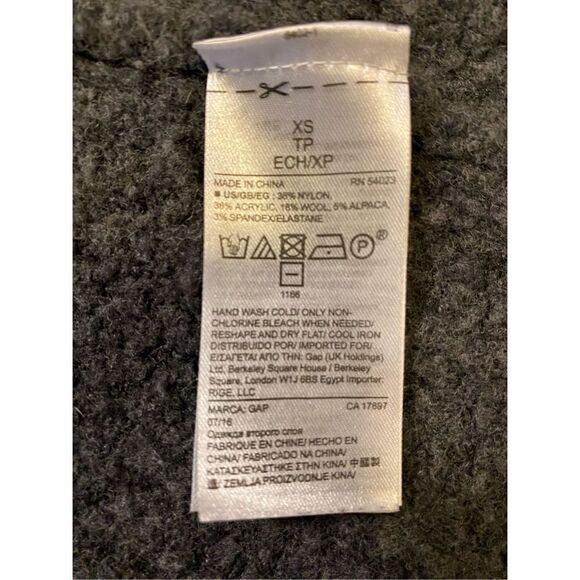 XS
TP
ECH/XP
MADE IN CHINA RN 54023
■ US/GB/EG : 38% NYLON,
38% ACRYLIC, 16% WOOL, 5% ALPACA,
3% SPANDEX/ELASTANE
P ®
1166
HAND WASH COLD/ ONLY NON-
CHLORINE BLEACH WHEN NEEDED/
RESHAPE AND DRY FLAT/ COOL IRON
DISTRIBUIDO POR/ IMPORTED FOR/
ΕΙΣΑΓΕΤΑΙ ΑΠΟ ΤΗΝ: Gap (UK Holdings)
Ltd, Berkeley Square House / Berkeley
Square, London W1J 6BS Egypt Importer:
RIGE, LLC
MARCA: GAP CA 17897
07/16
Одежда второго слоя
FABRIQUE EN CHINE/ HECHO EN
CHINA/ FABRICADO NA CHINA/
ΚΑΤΑΣΚΕΥΑΣΤΗΚΕ ΣΤΗΝ ΚΙΝΑ/ 中國製
造/ ZEMLJA PROIZVODNJE KINA/